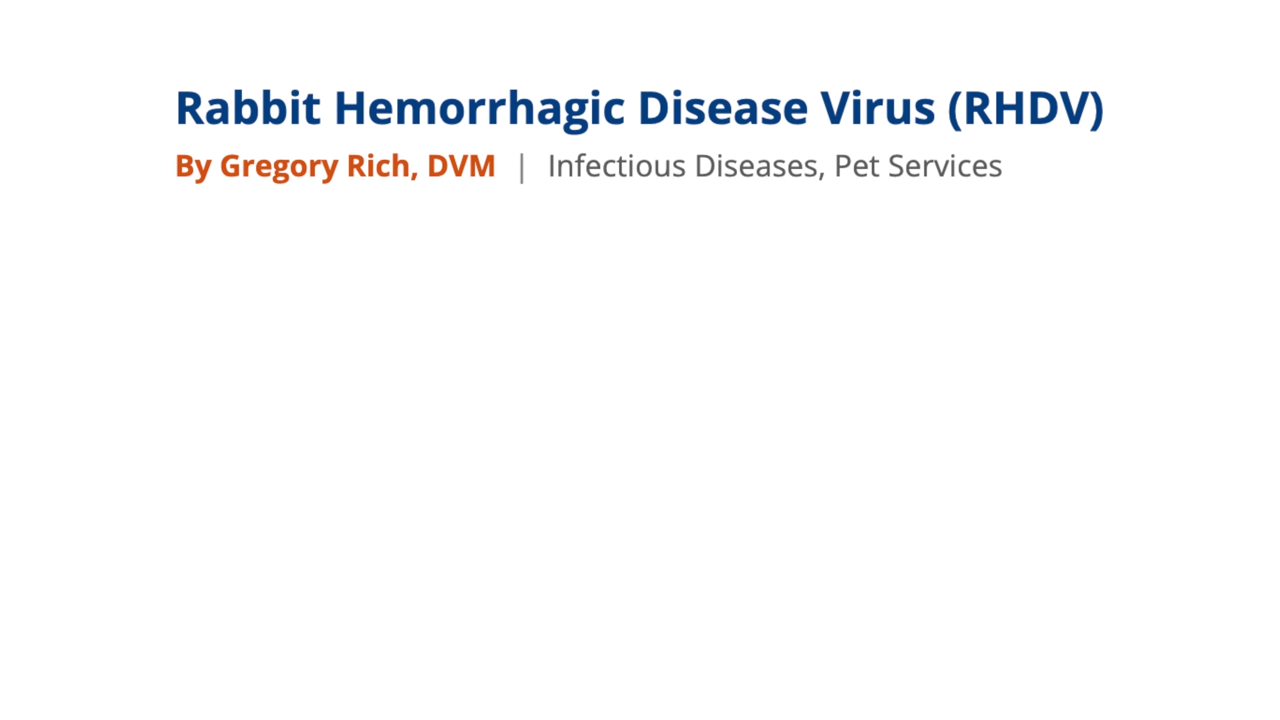 Rabbit Hemorrhagic Disease Virus (RHDV)
By Gregory Rich, DVM | Infectious Diseases, Pet Services